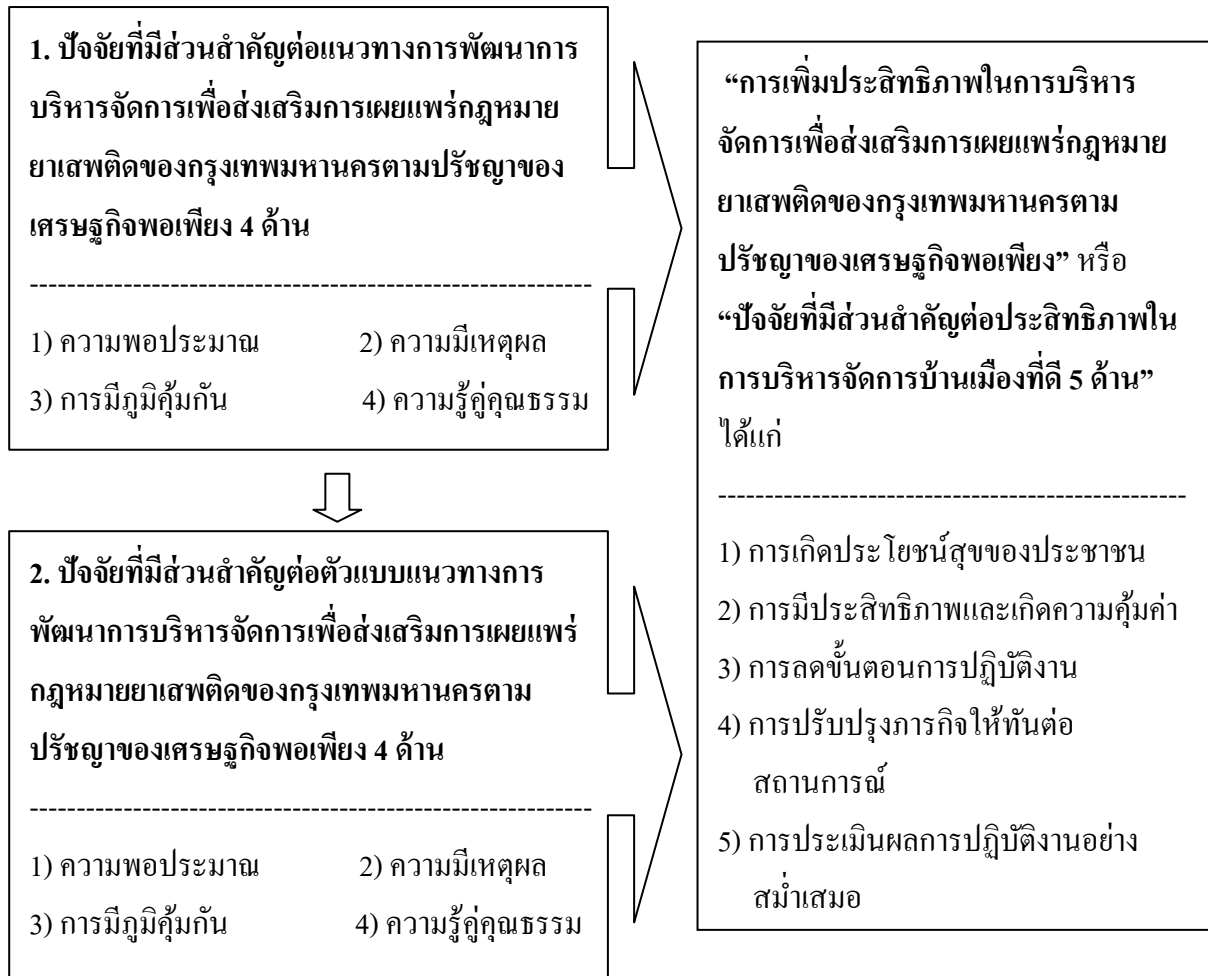 1. ปัจจัยที่มีส่วนสำคัญต่อแนวทางการพัฒนาการ
บริหารจัดการเพื่อส่งเสริมการเผยแพร่กฎหมาย
ยาเสพติดของกรุงเทพมหานครตามปรัชญาของ
เศรษฐกิจพอเพียง 4 ด้าน
------------------------------------------------------------
1) ความพอประมาณ 2) ความมีเหตุผล
3) การมีภูมิคุ้มกัน 4) ความรู้คู่คุณธรรม
2. ปัจจัยที่มีส่วนสำคัญต่อตัวแบบแนวทางการ
พัฒนาการบริหารจัดการเพื่อส่งเสริมการเผยแพร่
กฎหมายยาเสพติดของกรุงเทพมหานครตาม
ปรัชญาของเศรษฐกิจพอเพียง 4 ด้าน
------------------------------------------------------------
1) ความพอประมาณ 2) ความมีเหตุผล
3) การมีภูมิคุ้มกัน 4) ความรู้คู่คุณธรรม
“การเพิ่มประสิทธิภาพในการบริหาร
จัดการเพื่อส่งเสริมการเผยแพร่กฎหมาย
ยาเสพติดของกรุงเทพมหานครตาม
ปรัชญาของเศรษฐกิจพอเพียง” หรือ
“ปัจจัยที่มีส่วนสำคัญต่อประสิทธิภาพใน
การบริหารจัดการบ้านเมืองที่ดี 5 ด้าน”
ได้แก่
--------------------------------------------------
1) การเกิดประโยชน์สุขของประชาชน
2) การมีประสิทธิภาพและเกิดความคุ้มค่า
3) การลดขั้นตอนการปฏิบัติงาน
4) การปรับปรุงภารกิจให้ทันต่อ
สถานการณ์
5) การประเมินผลการปฏิบัติงานอย่าง
สม่ำเสมอ